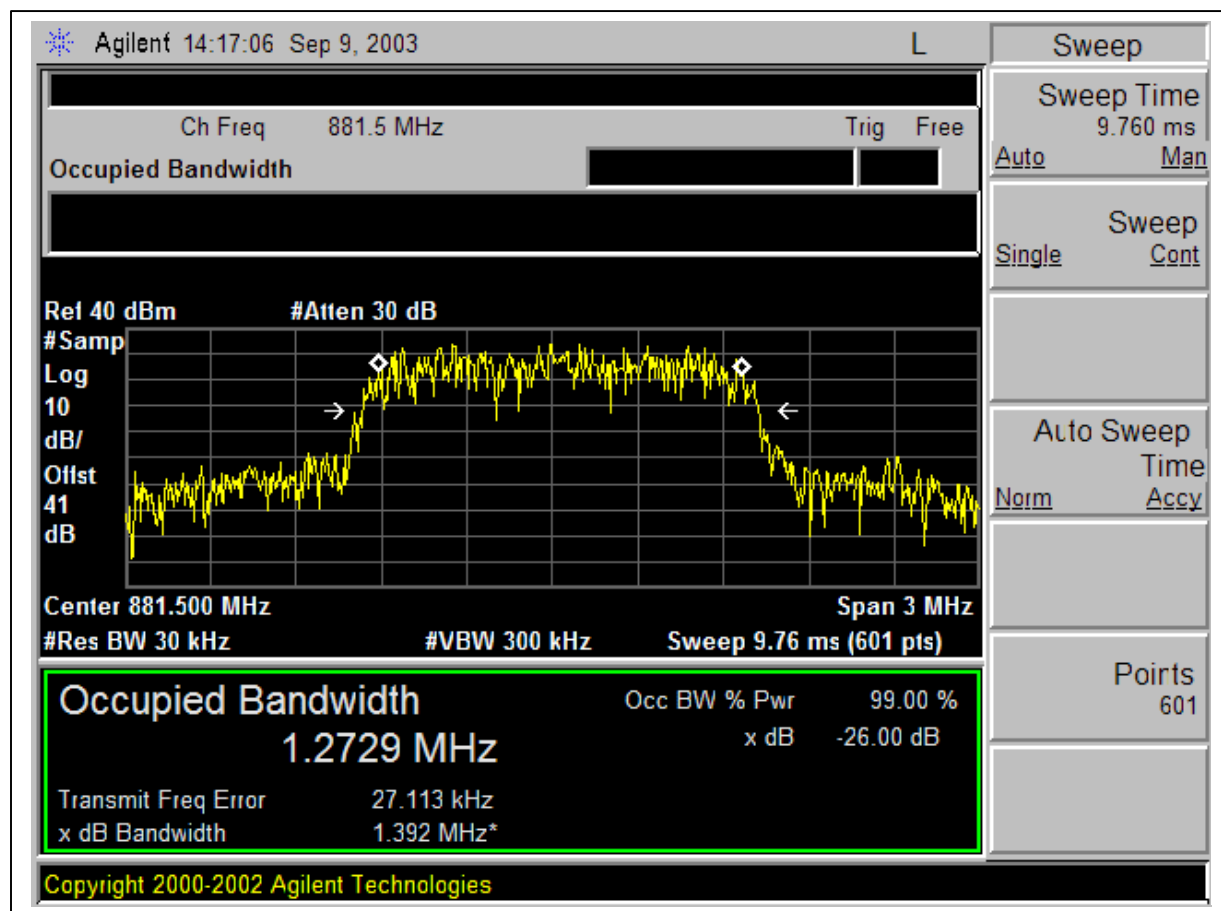 Agilent 14:17:06 Sep 9, 2003 L
Ch Freq 881.5 MHz Trig Free
Occupied Bandwidth
Ref 40 dBm #Atten 30 dB
#Samp
Log
10
dB/
Offst
41
dB
Center 881.500 MHz Span 3 MHz
#Res BW 30 kHz #VBW 300 kHz Sweep 9.76 ms (601 pts)
Occupied Bandwidth Occ BW % Pwr 99.00 %
1.2729 MHz x dB -26.00 dB
Transmit Freq Error 27.113 kHz
x dB Bandwidth 1.392 MHz*
Copyright 2000-2002 Agilent Technologies
Sweep
Sweep Time
9.760 ms
Auto Man
Sweep
Single Cont
Auto Sweep
Time
Norm Accy
Points
601